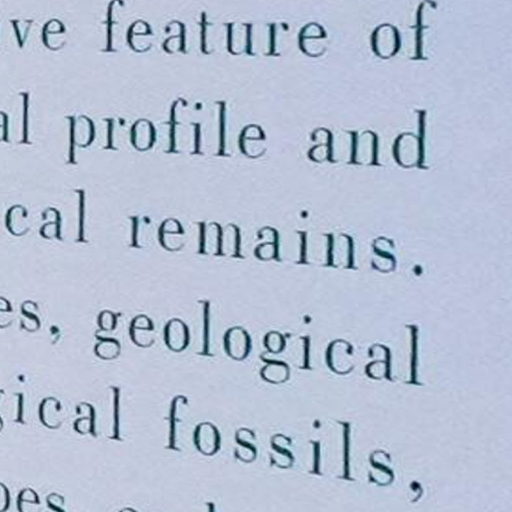 ve feature of
al profile and
cal remains.
es, geological
ical fossils,